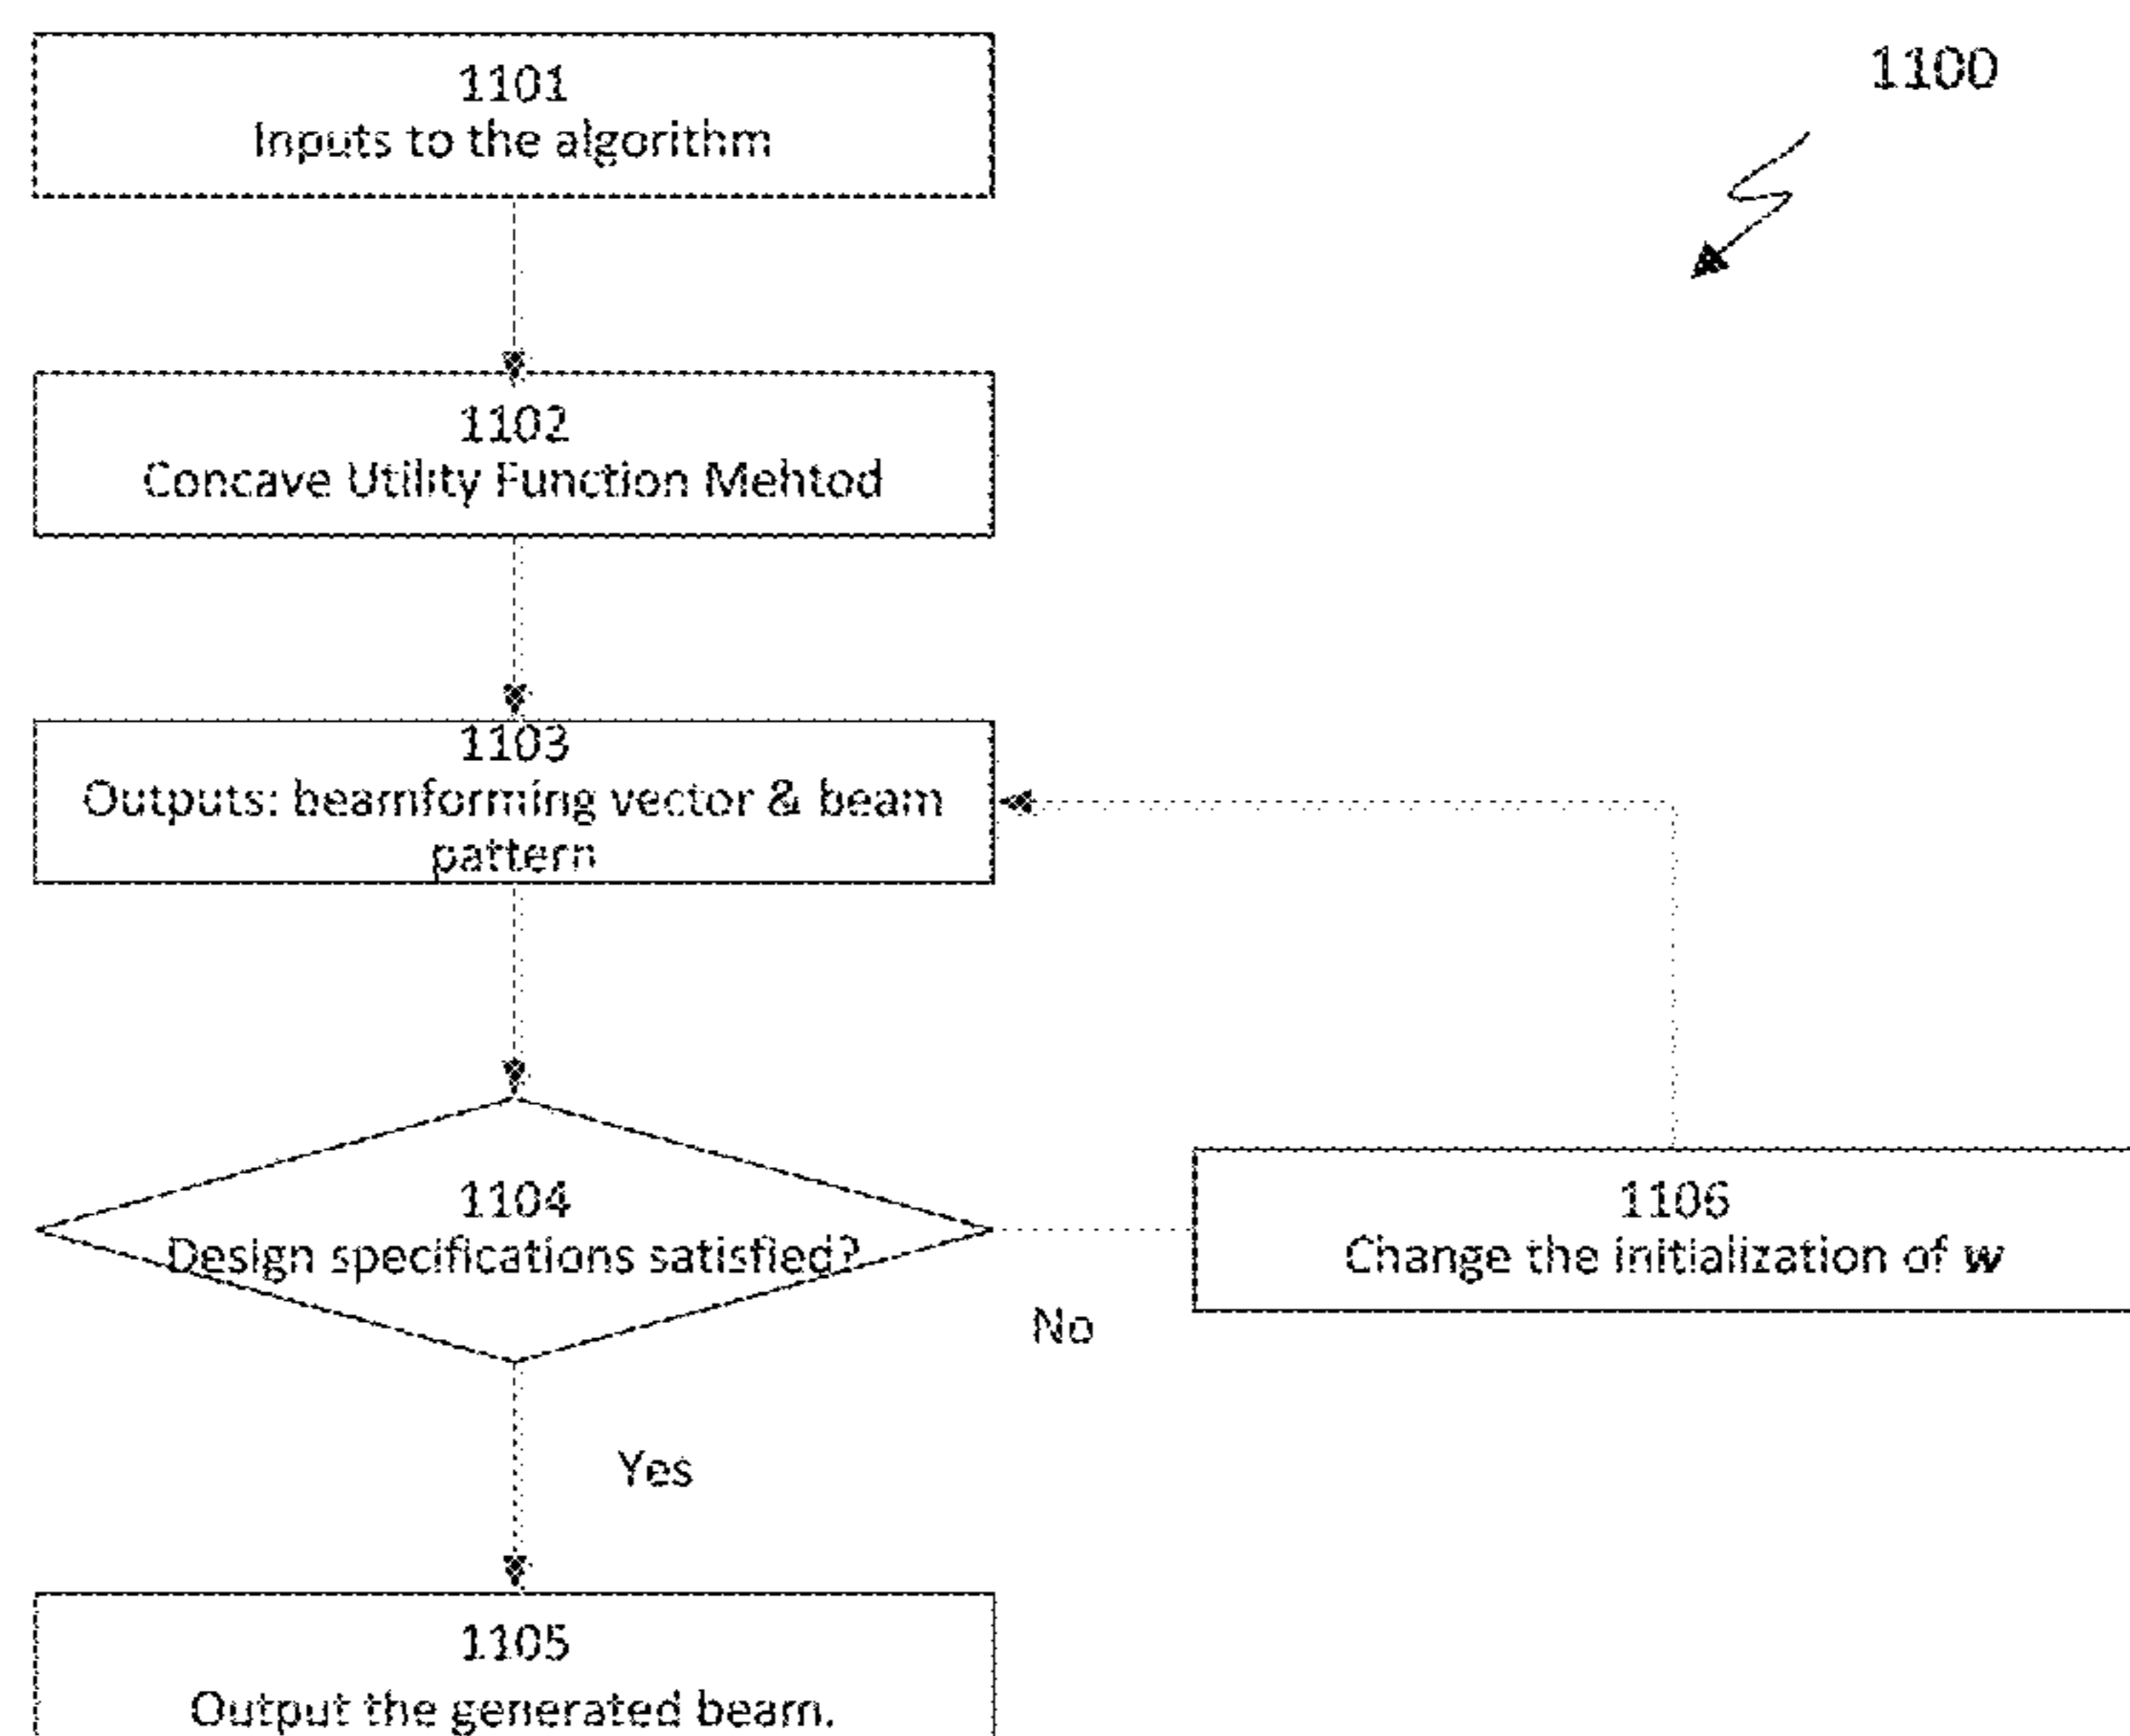 1100
1101
Inputs to the algorithm
1102
Concave Utility Function Mehtod
1103
Outputs: beamforming vector & beam
pattern
1104
Design specifications satisfied?
1106
Change the initialization of w
No
Yes
1105
Output the generated beam.